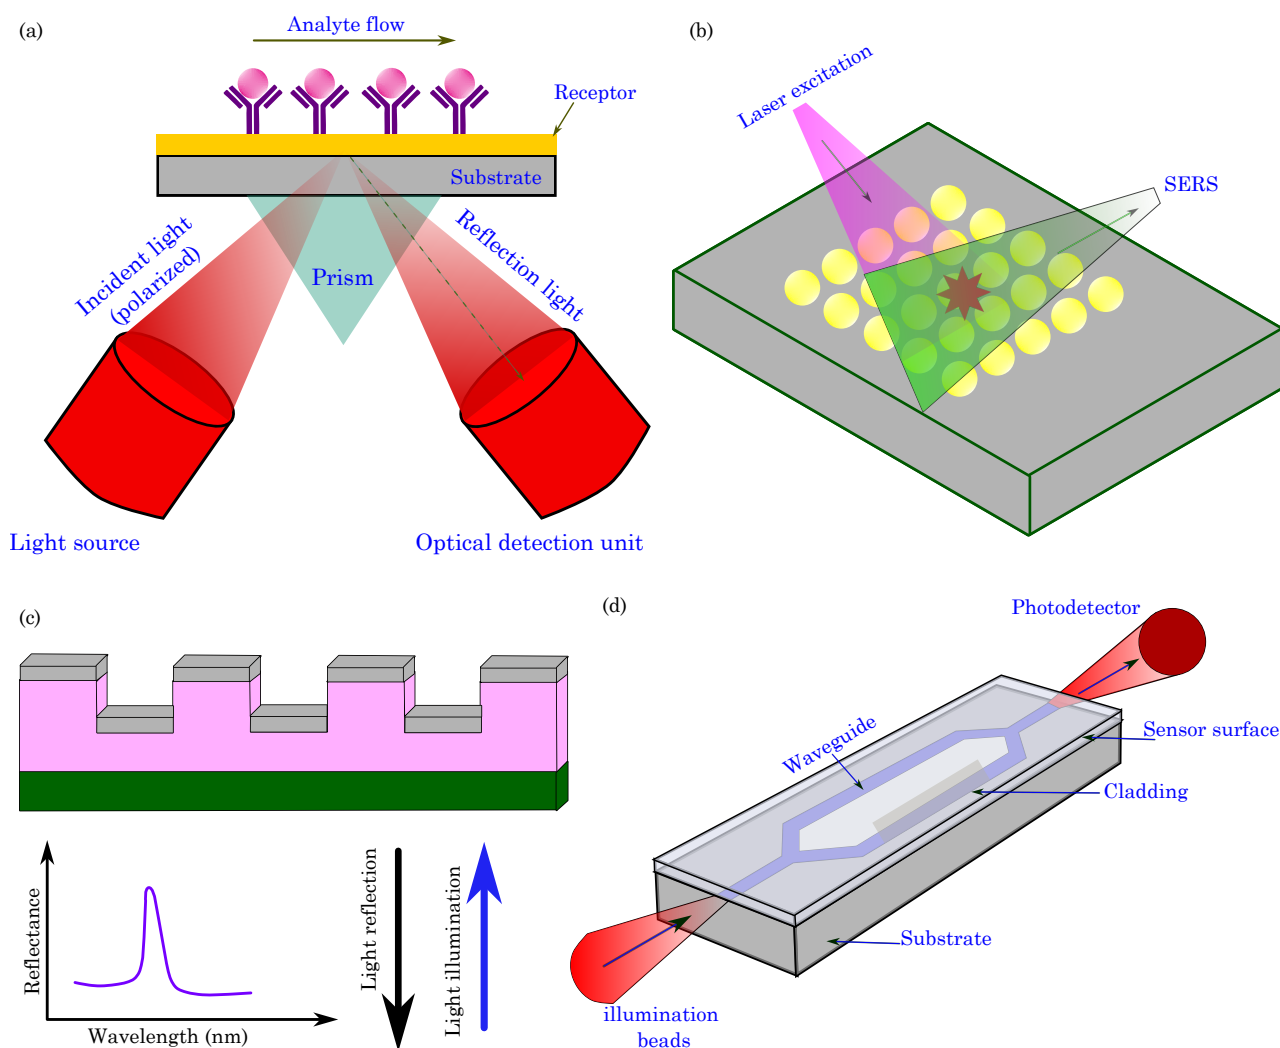 (a)
Analyte flow
Receptor
Substrate
Incident light
(polarized)
Prism
Reflection light
Light source
Optical detection unit
(b)
Laser excitation
SERS
(c)
Reflectance
Wavelength (nm)
Light reflection
Light illumination
(d)
Photodetector
Waveguide
Sensor surface
Cladding
Substrate
illumination
beads